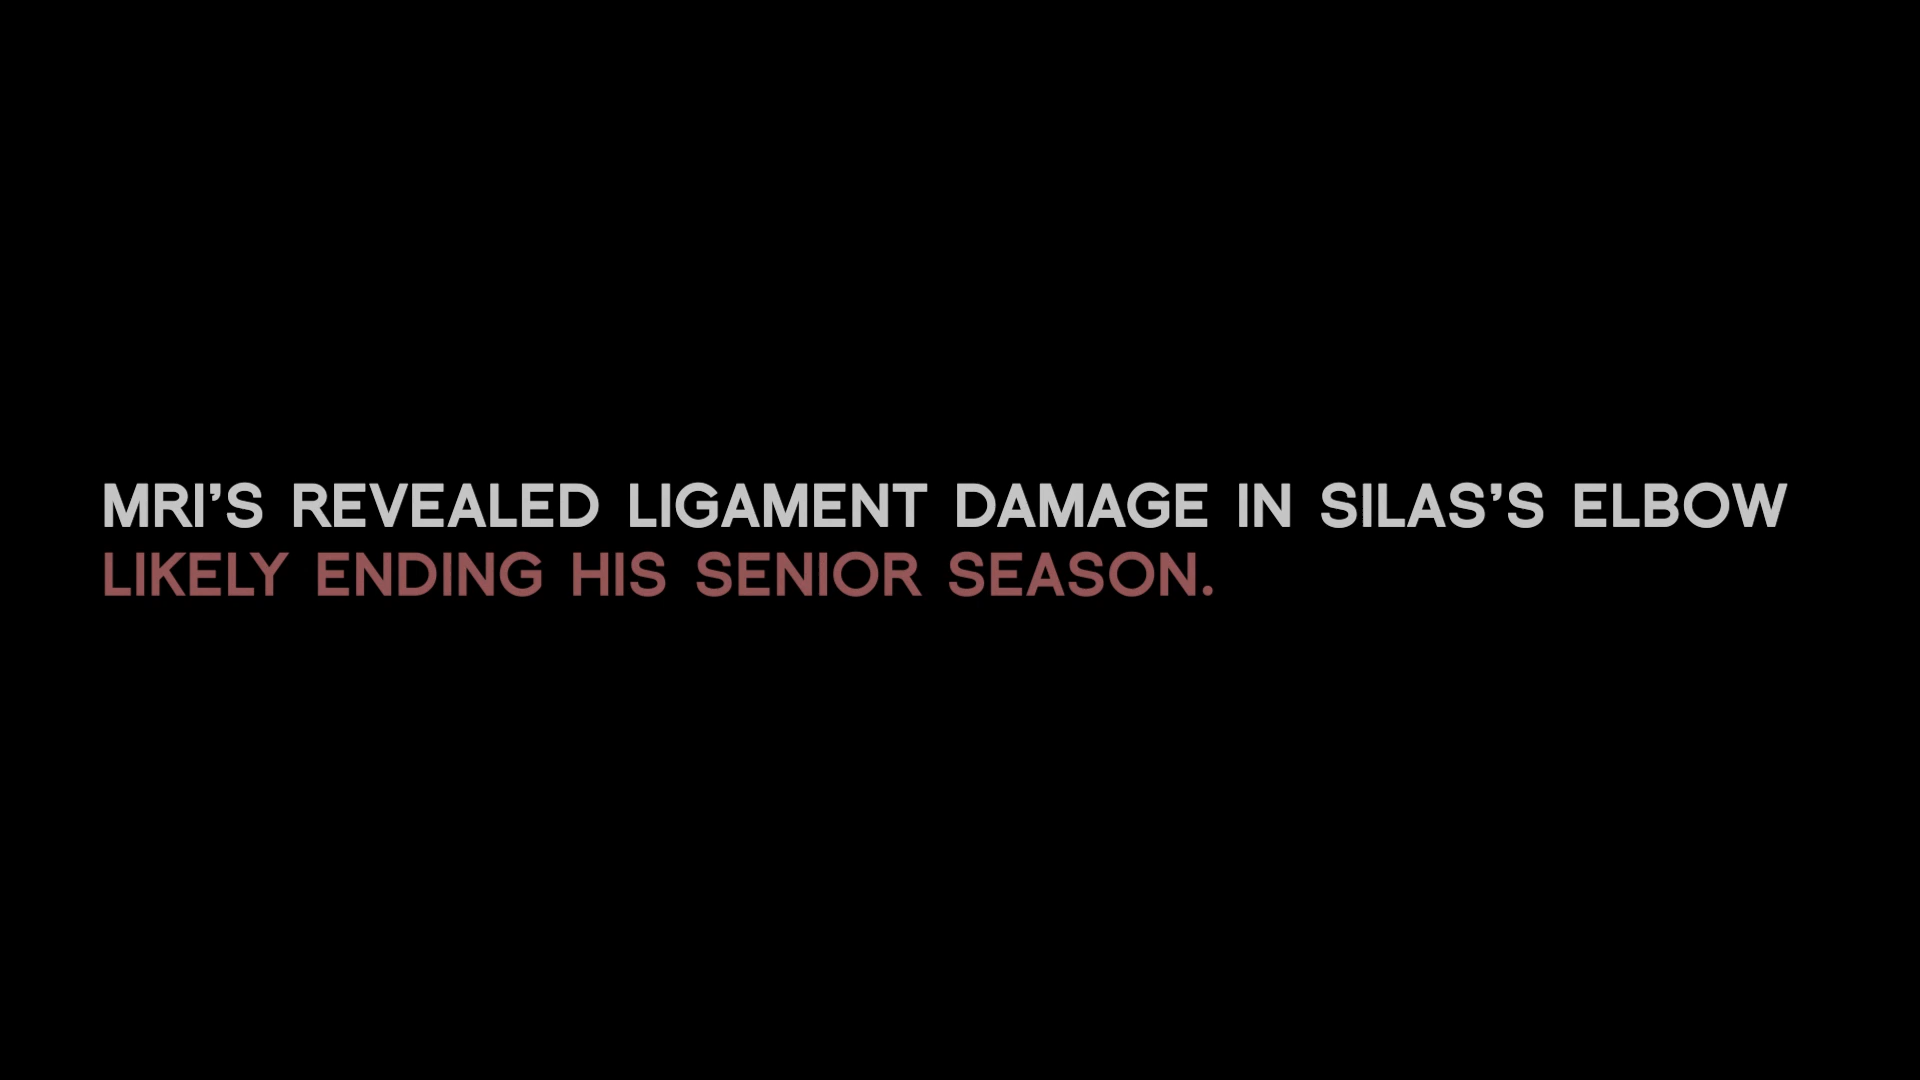 MRI’S REVEALED LIGAMENT DAMAGE IN SILAS’S ELBOW
LIKELY ENDING HIS SENIOR SEASON.